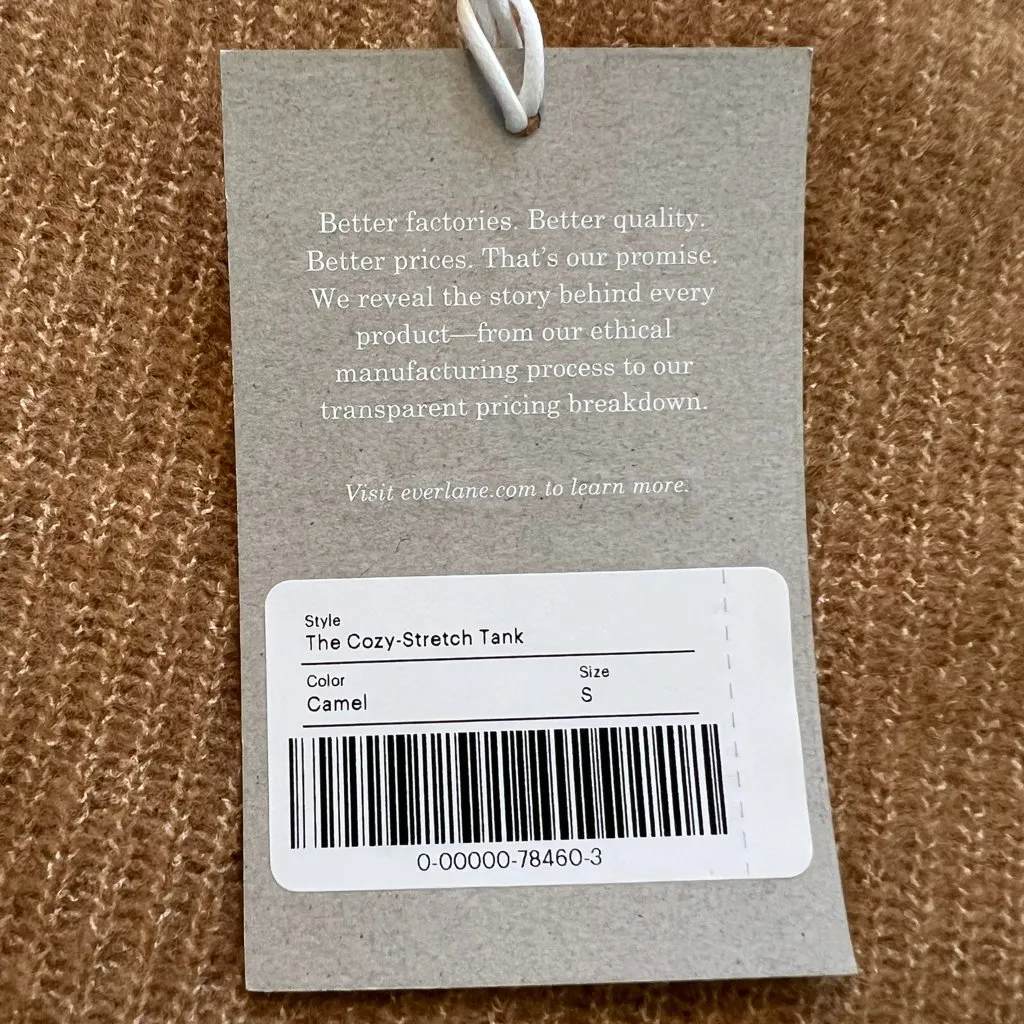 Better factories. Better quality.
Better prices. That's our promise.
We reveal the story behind every
product—from our ethical
manufacturing process to our
transparent pricing breakdown.
Visit everlane.com to learn more.
Style
The Cozy-Stretch Tank
Color Size
Camel S
0-00000-78460-3